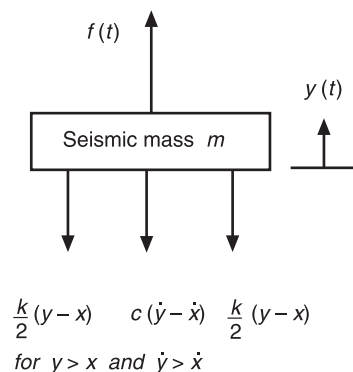 f(t)
y(t)
Seismic mass m
k/2 (y – x) c(ẏ – ẋ) k/2 (y – x)
for y > x and ẏ > ẋ